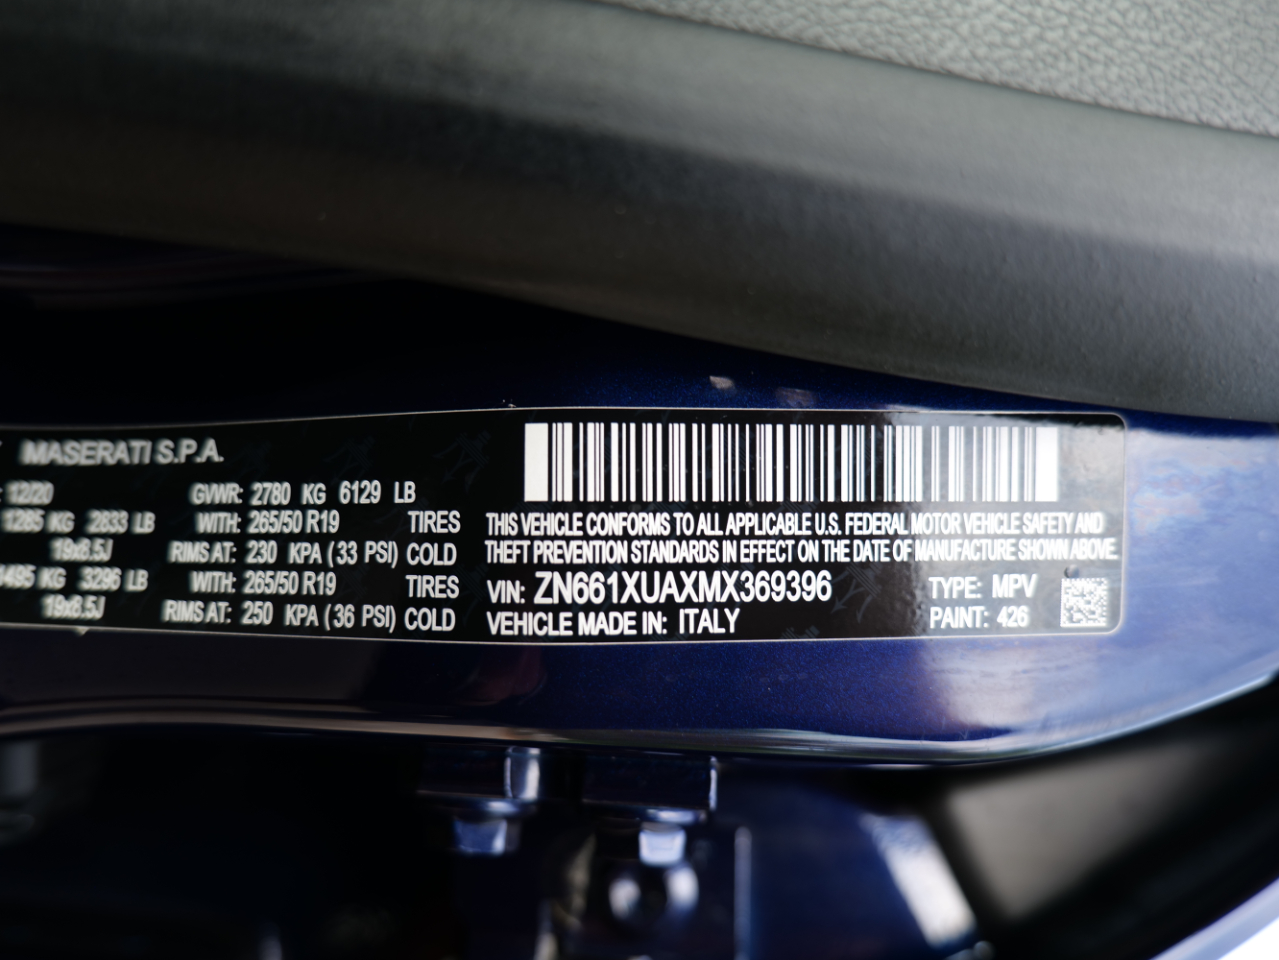 MASERATI S.P.A.
12/20 GVWR: 2780 KG 6129 LB
1285 KG 2833 LB WITH: 265/50 R19 TIRES
19x8.5J RIMS AT: 230 KPA (33 PSI) COLD
KG 3296 LB WITH: 265/50 R19 TIRES
19x8.5J RIMS AT: 250 KPA (36 PSI) COLD
THIS VEHICLE CONFORMS TO ALL APPLICABLE U.S. FEDERAL MOTOR VEHICLE SAFETY AND
THEFT PREVENTION STANDARDS IN EFFECT ON THE DATE OF MANUFACTURE SHOWN ABOVE.
VIN: ZN661XUAXMX369396 TYPE: MPV
VEHICLE MADE IN: ITALY PAINT: 426